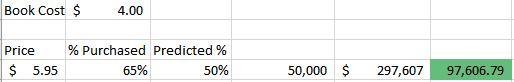 Book Cost $ 4.00
Price % Purchased Predicted %
$ 5.95 65% 50% 50,000 $ 297,607 97,606.79